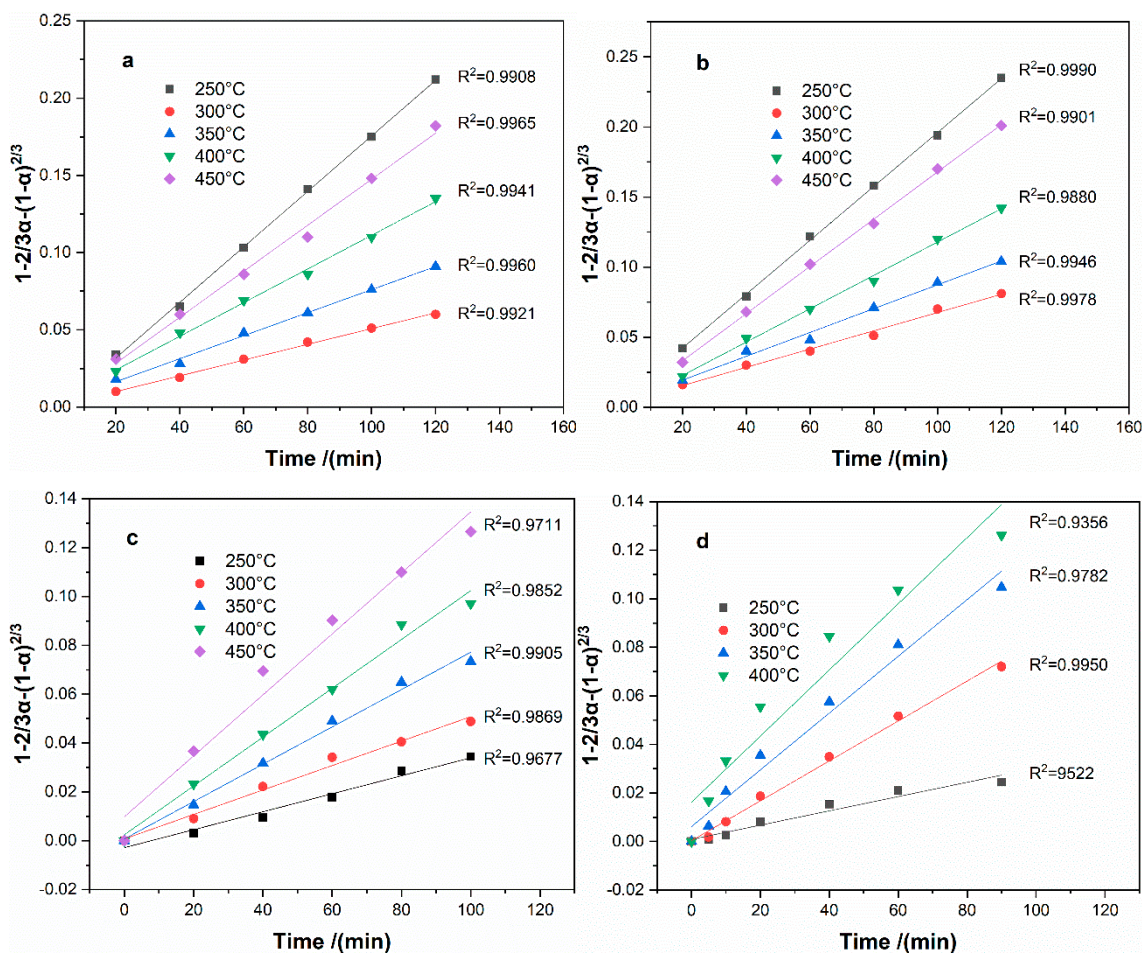 a
250°C
300°C
350°C
400°C
450°C
R²=0.9908
R²=0.9965
R²=0.9941
R²=0.9960
R²=0.9921
0.25
0.20
0.15
0.10
0.05
0.00
20 40 60 80 100 120 140 160
1-2/3α-(1-α)^2/3
Time /(min)
b
250°C
300°C
350°C
400°C
450°C
R²=0.9990
R²=0.9901
R²=0.9880
R²=0.9946
R²=0.9978
0.25
0.20
0.15
0.10
0.05
0.00
20 40 60 80 100 120 140 160
1-2/3α-(1-α)^2/3
Time /(min)
c
250°C
300°C
350°C
400°C
450°C
R²=0.9711
R²=0.9852
R²=0.9905
R²=0.9869
R²=0.9677
0.14
0.12
0.10
0.08
0.06
0.04
0.02
0.00
-0.02
0 20 40 60 80 100 120
1-2/3α-(1-α)^2/3
Time /(min)
d
250°C
300°C
350°C
400°C
R²=0.9356
R²=0.9782
R²=0.9950
R²=9522
0.14
0.12
0.10
0.08
0.06
0.04
0.02
0.00
-0.02
0 20 40 60 80 100 120
1-2/3α-(1-α)^2/3
Time /(min)